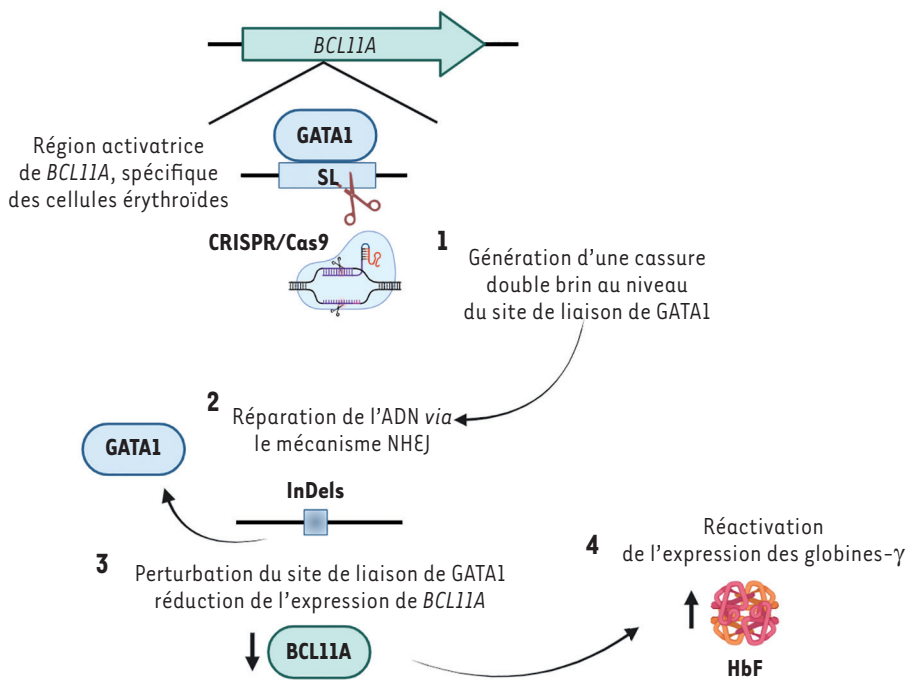 BCL11A
GATA1
Région activatrice
de BCL11A, spécifique
des cellules érythroïdes
SL
CRISPR/Cas9
1
Génération d’une cassure
double brin au niveau
du site de liaison de GATA1
2
Réparation de l’ADN via
le mécanisme NHEJ
GATA1
InDels
3
Perturbation du site de liaison de GATA1
réduction de l’expression de BCL11A
BCL11A
4
Réactivation
de l’expression des globines-γ
HbF